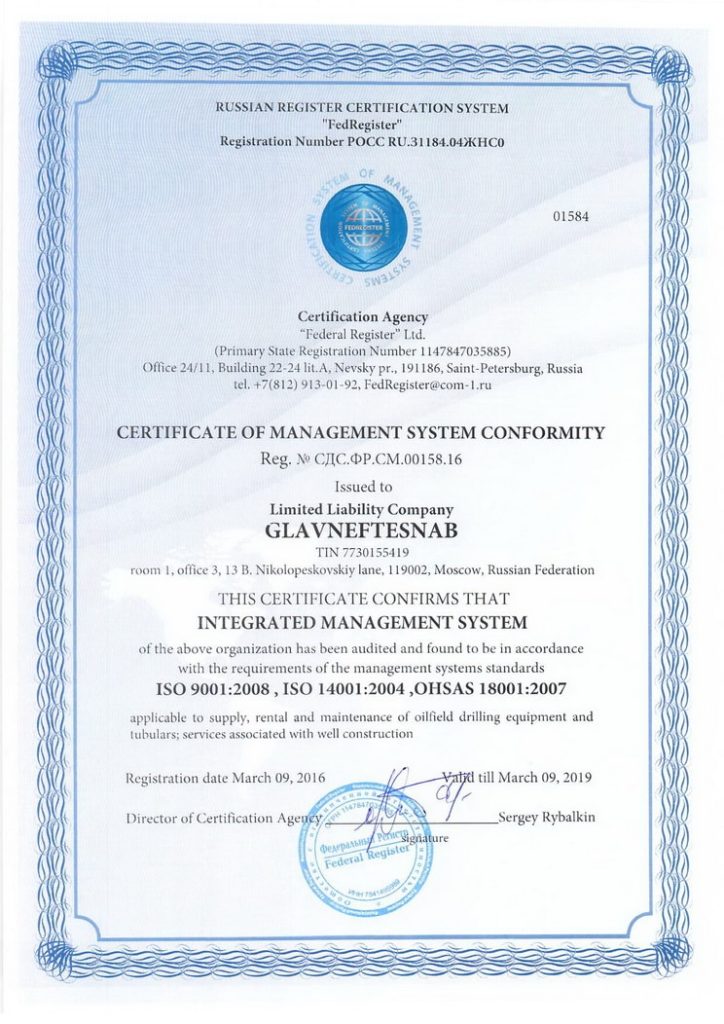 RUSSIAN REGISTER CERTIFICATION SYSTEM
"FedRegister"
Registration Number РОСС RU.31184.04ЖНС0
CERTIFICATION SYSTEM OF MANAGEMENT SYSTEMS
FEDREGISTER
01584
Certification Agency
“Federal Register” Ltd.
(Primary State Registration Number 1147847035885)
Office 24/11, Building 22-24 lit.A, Nevsky pr., 191186, Saint-Petersburg, Russia
tel. +7(812) 913-01-92, FedRegister@com-1.ru
CERTIFICATE OF MANAGEMENT SYSTEM CONFORMITY
Reg. № СДС.ФР.СМ.00158.16
Issued to
Limited Liability Company
GLAVNEFTESNAB
TIN 7730155419
room 1, office 3, 13 B. Nikolopeskovskiy lane, 119002, Moscow, Russian Federation
THIS CERTIFICATE CONFIRMS THAT
INTEGRATED MANAGEMENT SYSTEM
of the above organization has been audited and found to be in accordance
with the requirements of the management systems standards
ISO 9001:2008 , ISO 14001:2004 ,OHSAS 18001:2007
applicable to supply, rental and maintenance of oilfield drilling equipment and
tubulars; services associated with well construction
Registration date March 09, 2016 Valid till March 09, 2019
Director of Certification Agency Sergey Rybalkin
signature
Федеральный Регистр
Federal Register